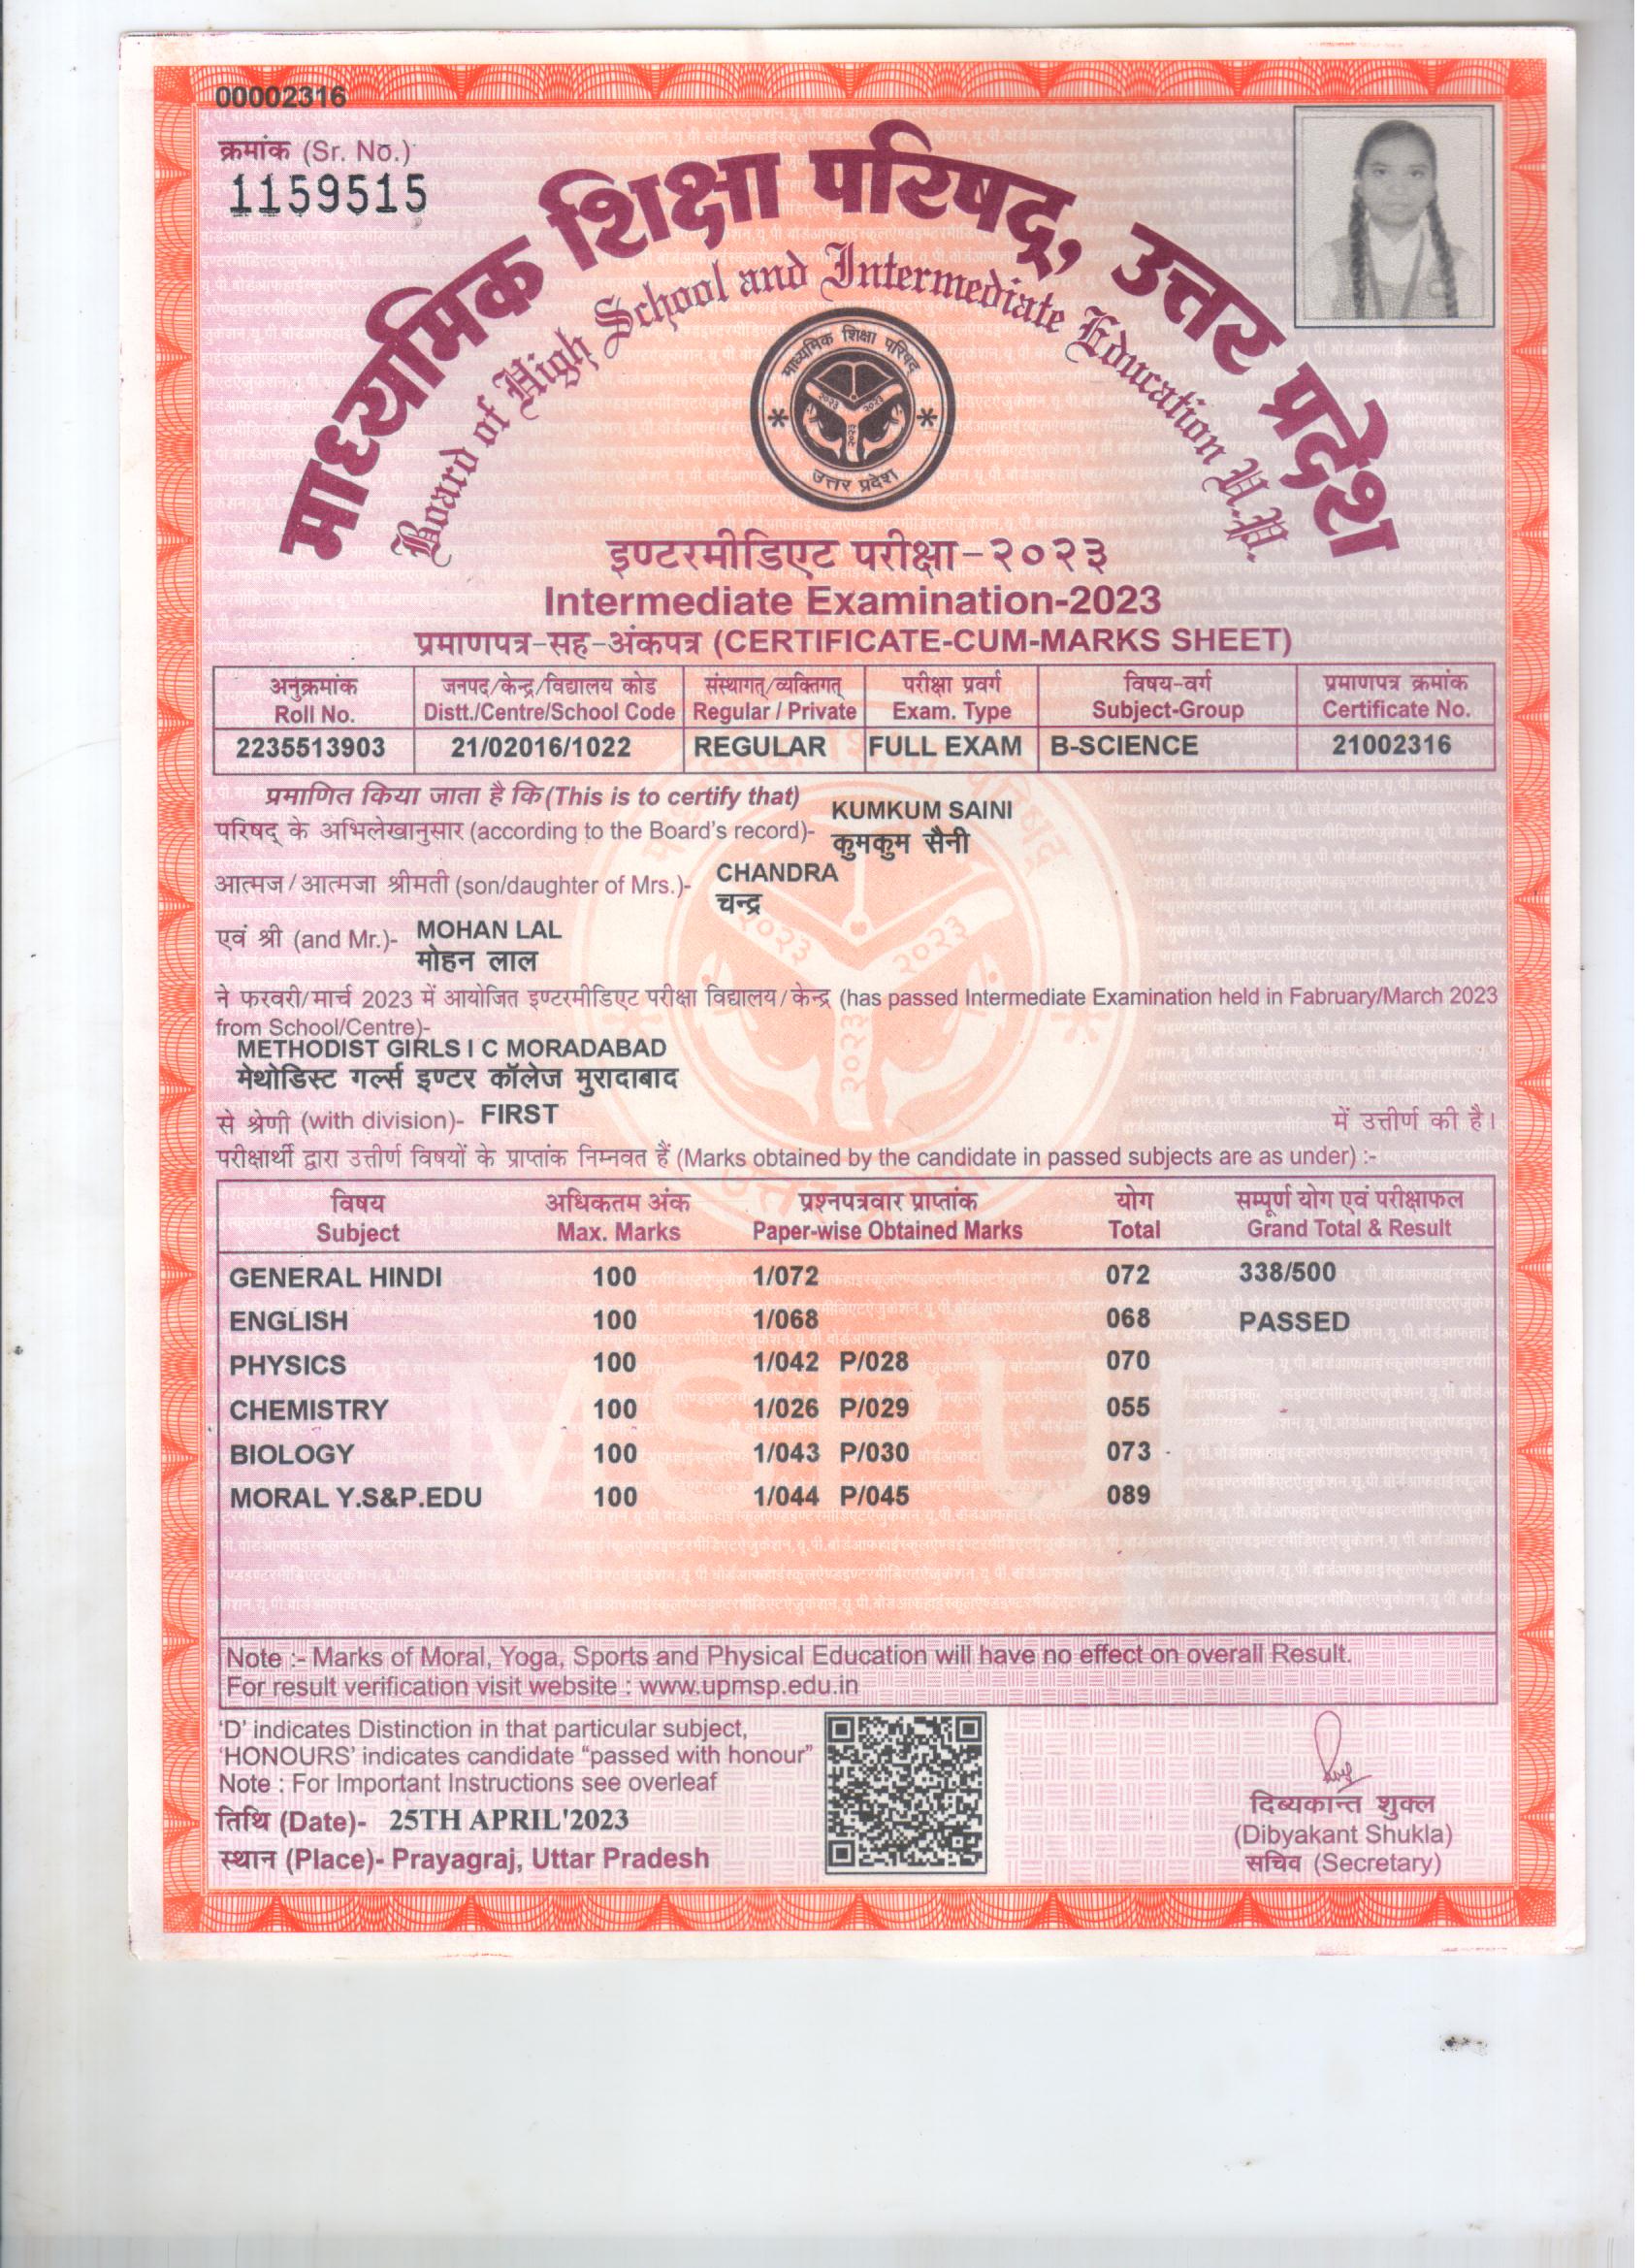 00002316
क्रमांक (Sr. No.)
1159515
माध्यमिक शिक्षा परिषद्, उत्तर प्रदेश
Board of High School and Intermediate Education U.P.
माध्यमिक शिक्षा परिषद
२०२३ २०२३
२०२३
उत्तर प्रदेश
इण्टरमीडिएट परीक्षा-२०२३
Intermediate Examination-2023
प्रमाणपत्र-सह-अंकपत्र (CERTIFICATE-CUM-MARKS SHEET)
अनुक्रमांक जनपद/केन्द्र/विद्यालय कोड संस्थागत्/व्यक्तिगत् परीक्षा प्रवर्ग विषय-वर्ग प्रमाणपत्र क्रमांक
Roll No. Distt./Centre/School Code Regular / Private Exam. Type Subject-Group Certificate No.
2235513903 21/02016/1022 REGULAR FULL EXAM B-SCIENCE 21002316
प्रमाणित किया जाता है कि (This is to certify that)
KUMKUM SAINI
परिषद् के अभिलेखानुसार (according to the Board's record)-
कुमकुम सैनी
CHANDRA
आत्मज/आत्मजा श्रीमती (son/daughter of Mrs.)-
चन्द्र
MOHAN LAL
एवं श्री (and Mr.)-
मोहन लाल
ने फरवरी/मार्च 2023 में आयोजित इण्टरमीडिएट परीक्षा विद्यालय/केन्द्र (has passed Intermediate Examination held in Fabruary/March 2023
from School/Centre)-
METHODIST GIRLS I C MORADABAD
मेथोडिस्ट गर्ल्स इण्टर कॉलेज मुरादाबाद
से श्रेणी (with division)- FIRST में उत्तीर्ण की है।
परीक्षार्थी द्वारा उत्तीर्ण विषयों के प्राप्तांक निम्नवत हैं (Marks obtained by the candidate in passed subjects are as under) :-
विषय अधिकतम अंक प्रश्नपत्रवार प्राप्तांक योग सम्पूर्ण योग एवं परीक्षाफल
Subject Max. Marks Paper-wise Obtained Marks Total Grand Total & Result
GENERAL HINDI 100 1/072 072 338/500
ENGLISH 100 1/068 068 PASSED
PHYSICS 100 1/042 P/028 070
CHEMISTRY 100 1/026 P/029 055
BIOLOGY 100 1/043 P/030 073
MORAL Y.S&P.EDU 100 1/044 P/045 089
MSPUP
Note :- Marks of Moral, Yoga, Sports and Physical Education will have no effect on overall Result.
For result verification visit website : www.upmsp.edu.in
'D' indicates Distinction in that particular subject,
'HONOURS' indicates candidate "passed with honour"
Note : For Important Instructions see overleaf
तिथि (Date)- 25TH APRIL'2023
स्थान (Place)- Prayagraj, Uttar Pradesh
दिब्यकान्त शुक्ल
(Dibyakant Shukla)
सचिव (Secretary)